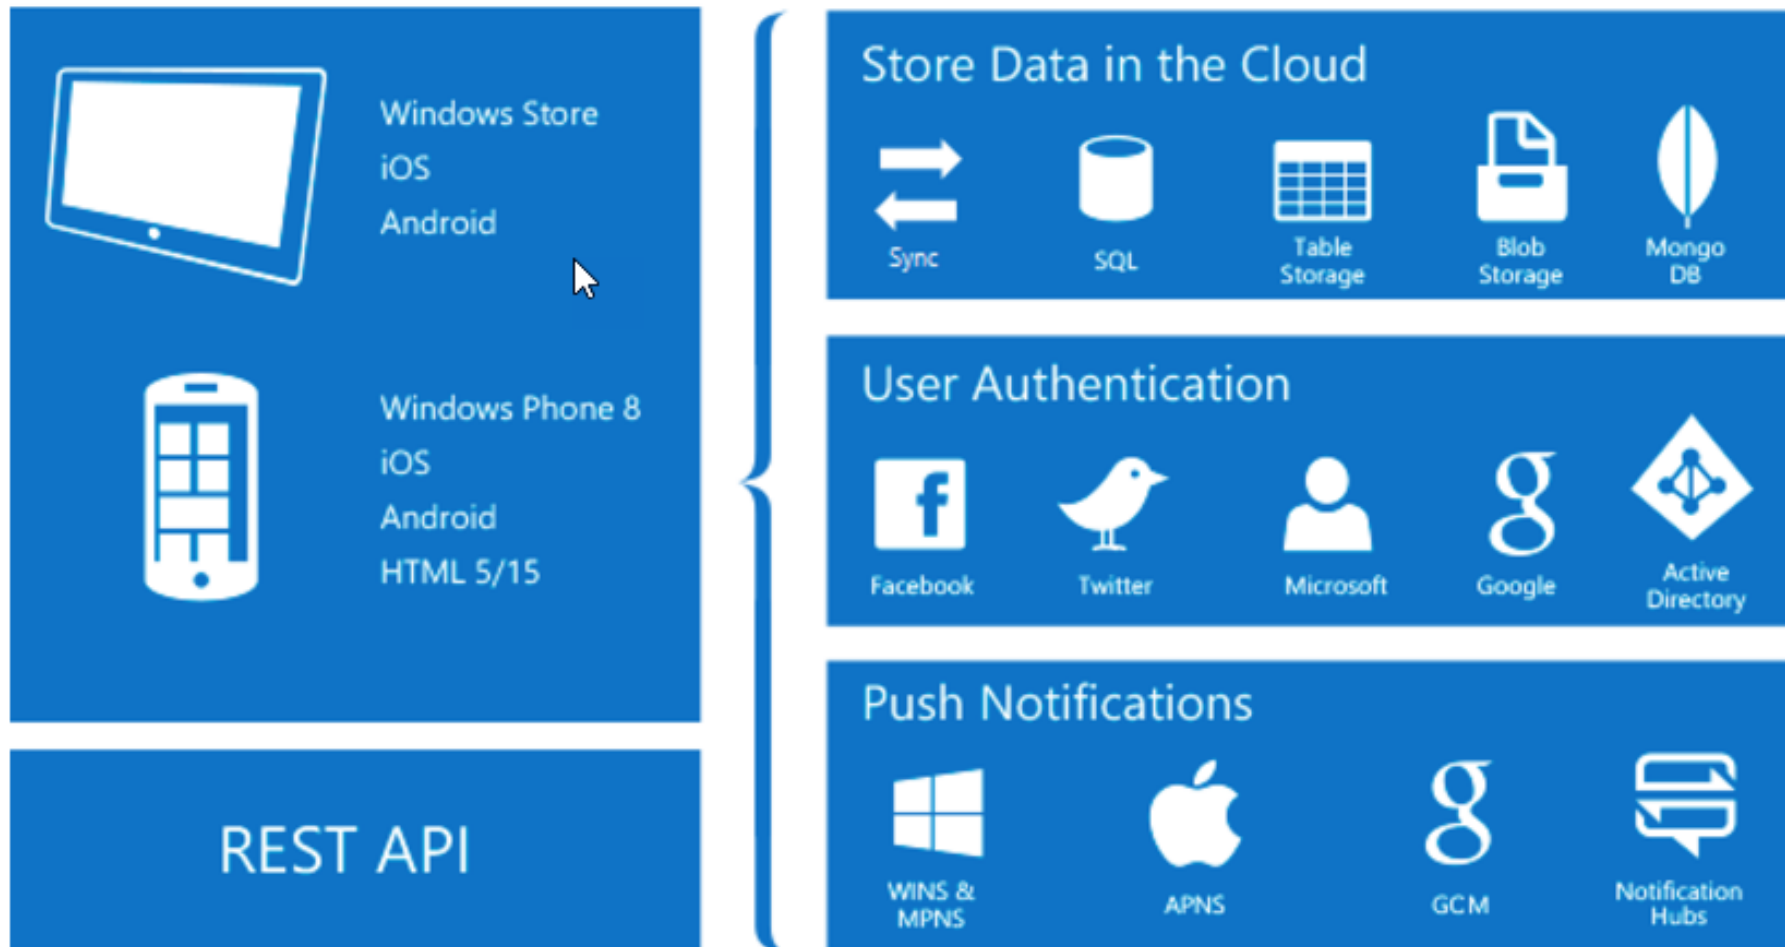 Windows Store
iOS
Android
Windows Phone 8
iOS
Android
HTML 5/15
REST API
Store Data in the Cloud
Sync
SQL
Table
Storage
Blob
Storage
Mongo
DB
User Authentication
Facebook
Twitter
Microsoft
Google
Active
Directory
Push Notifications
WINS &
MPNS
APNS
GCM
Notification
Hubs